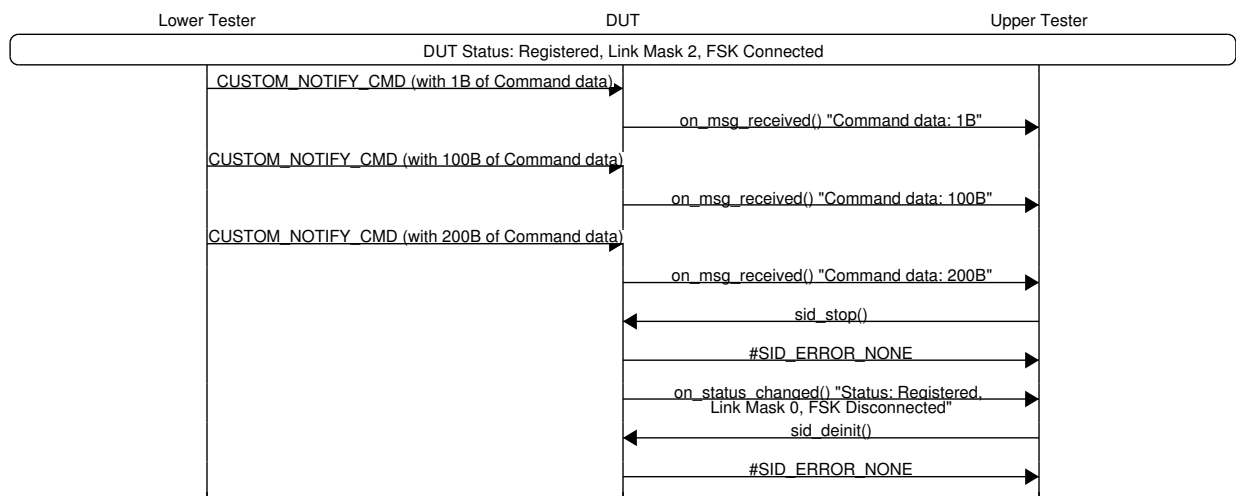 Lower Tester DUT Upper Tester
DUT Status: Registered, Link Mask 2, FSK Connected
CUSTOM_NOTIFY_CMD (with 1B of Command data)
on_msg_received() "Command data: 1B"
CUSTOM_NOTIFY_CMD (with 100B of Command data)
on_msg_received() "Command data: 100B"
CUSTOM_NOTIFY_CMD (with 200B of Command data)
on_msg_received() "Command data: 200B"
sid_stop()
#SID_ERROR_NONE
on_status_changed() "Status: Registered,
Link Mask 0, FSK Disconnected"
sid_deinit()
#SID_ERROR_NONE